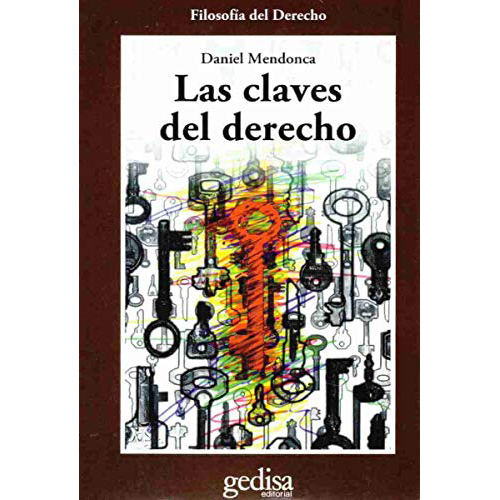 Filosofía del Derecho
Daniel Mendonca
Las claves
del derecho
gedisa
editorial